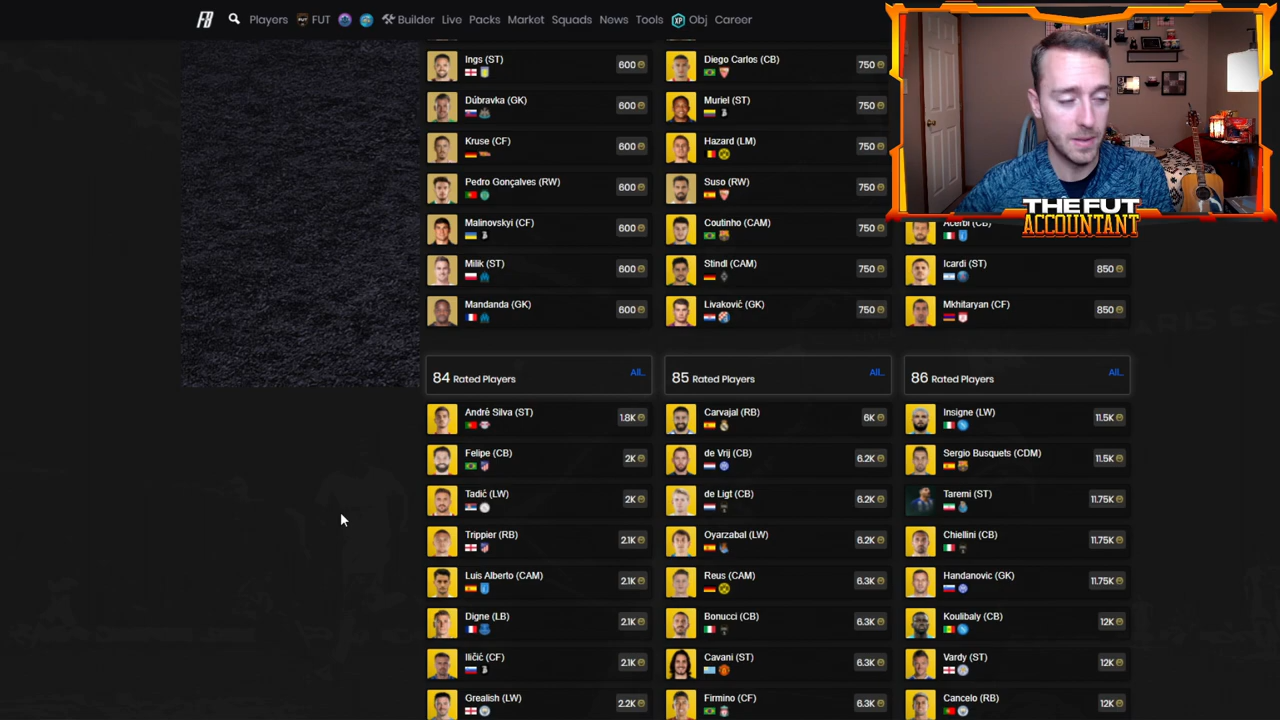 FB Players FUT Builder Live Packs Market Squads News Tools XP Obj Career
Ings (ST) 600
Dúbravka (GK) 600
Kruse (CF) 600
Pedro Gonçalves (RW) 600
Malinovskyi (CF) 600
Milik (ST) 600
Mandanda (GK) 600
Diego Carlos (CB) 750
Muriel (ST) 750
Hazard (LM) 750
Suso (RW) 750
Coutinho (CAM) 750
Stindl (CAM) 750
Livaković (GK) 750
Acerbi (CB)
Icardi (ST) 850
Mkhitaryan (CF) 850
84 Rated Players All..
André Silva (ST) 1.8K
Felipe (CB) 2K
Tadić (LW) 2K
Trippier (RB) 2.1K
Luis Alberto (CAM) 2.1K
Digne (LB) 2.1K
Iličić (CF) 2.1K
Grealish (LW) 2.2K
85 Rated Players All..
Carvajal (RB) 6K
de Vrij (CB) 6.2K
de Ligt (CB) 6.2K
Oyarzabal (LW) 6.2K
Reus (CAM) 6.3K
Bonucci (CB) 6.3K
Cavani (ST) 6.3K
Firmino (CF) 6.3K
86 Rated Players All..
Insigne (LW) 11.5K
Sergio Busquets (CDM) 11.5K
Taremi (ST) 11.75K
Chiellini (CB) 11.75K
Handanovic (GK) 11.75K
Koulibaly (CB) 12K
Vardy (ST) 12K
Cancelo (RB) 12K
THE FUT
ACCOUNTANT